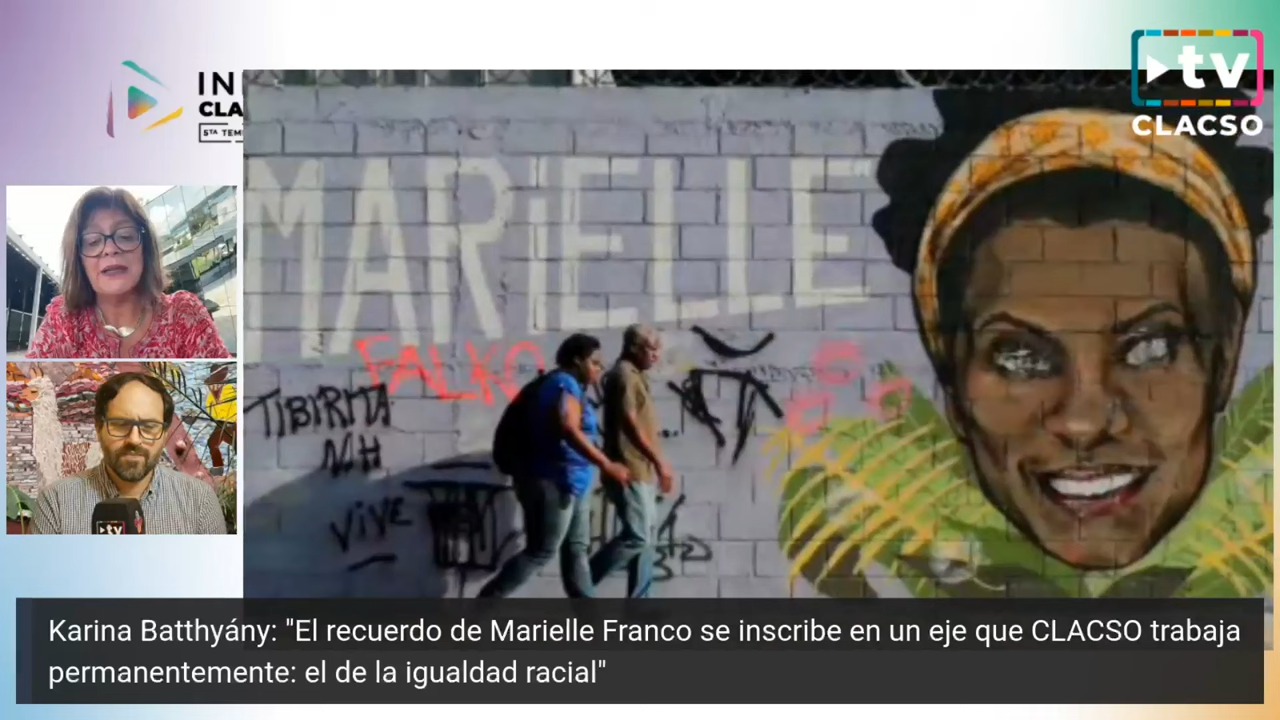 tv
CLACSO
IN
CLA
5TA TEM
MARiELLE
FALKO
TIBIRITA
NH
VIVE
tv
Karina Batthyány: "El recuerdo de Marielle Franco se inscribe en un eje que CLACSO trabaja
permanentemente: el de la igualdad racial"